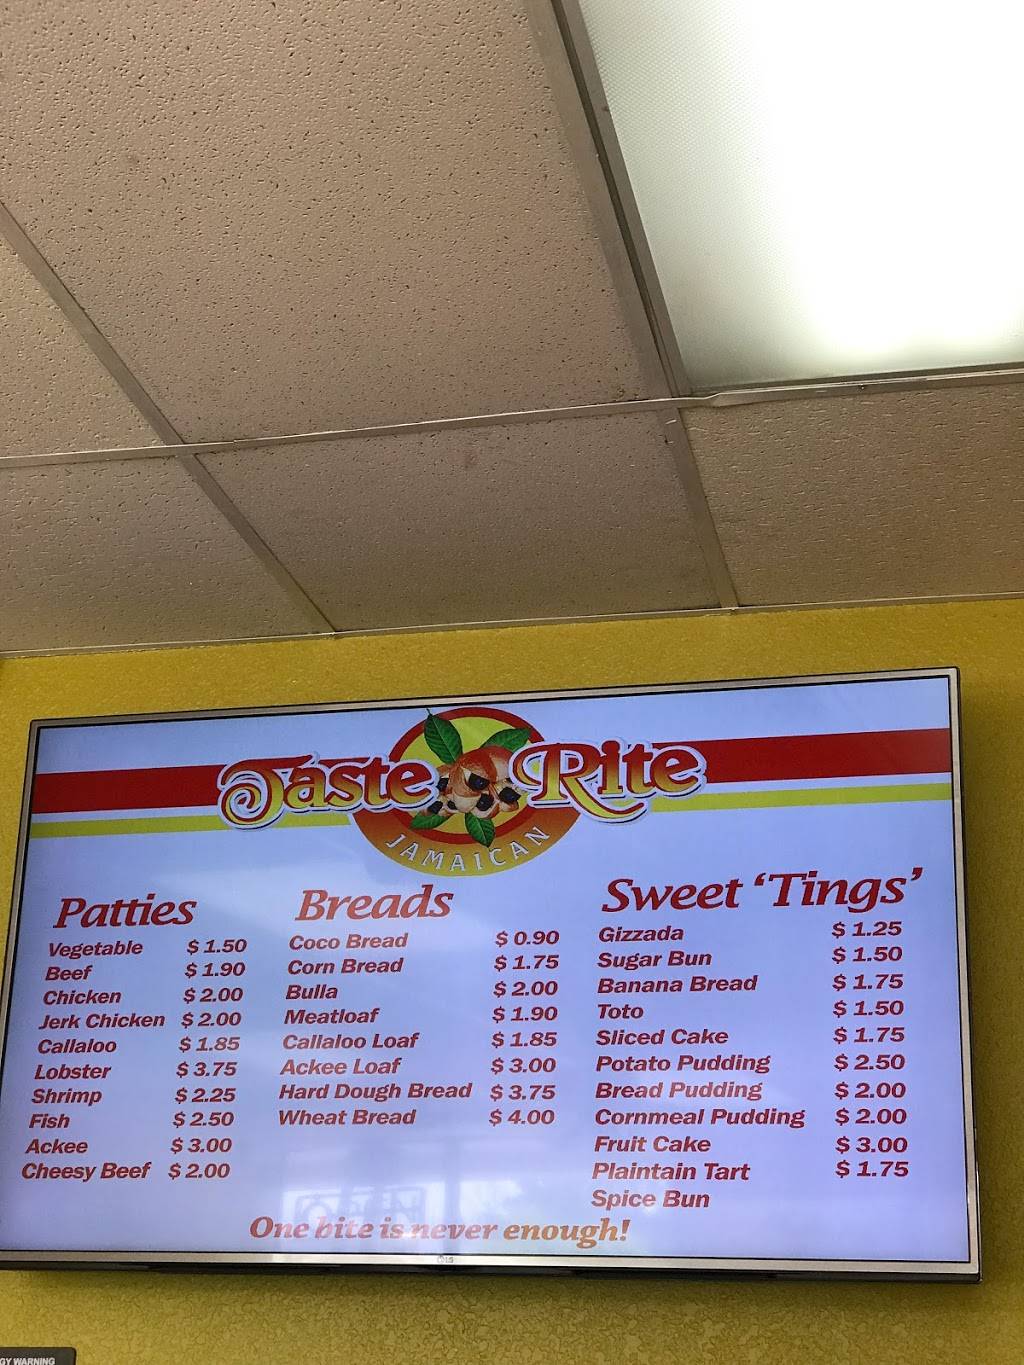 Taste Rite
JAMAICAN
Patties
Vegetable $ 1.50
Beef $ 1.90
Chicken $ 2.00
Jerk Chicken $ 2.00
Callaloo $ 1.85
Lobster $ 3.75
Shrimp $ 2.25
Fish $ 2.50
Ackee $ 3.00
Cheesy Beef $ 2.00
Breads
Coco Bread $ 0.90
Corn Bread $ 1.75
Bulla $ 2.00
Meatloaf $ 1.90
Callaloo Loaf $ 1.85
Ackee Loaf $ 3.00
Hard Dough Bread $ 3.75
Wheat Bread $ 4.00
Sweet ‘Tings’
Gizzada $ 1.25
Sugar Bun $ 1.50
Banana Bread $ 1.75
Toto $ 1.50
Sliced Cake $ 1.75
Potato Pudding $ 2.50
Bread Pudding $ 2.00
Cornmeal Pudding $ 2.00
Fruit Cake $ 3.00
Plaintain Tart $ 1.75
Spice Bun
One bite is never enough!
LG
GY WARNING